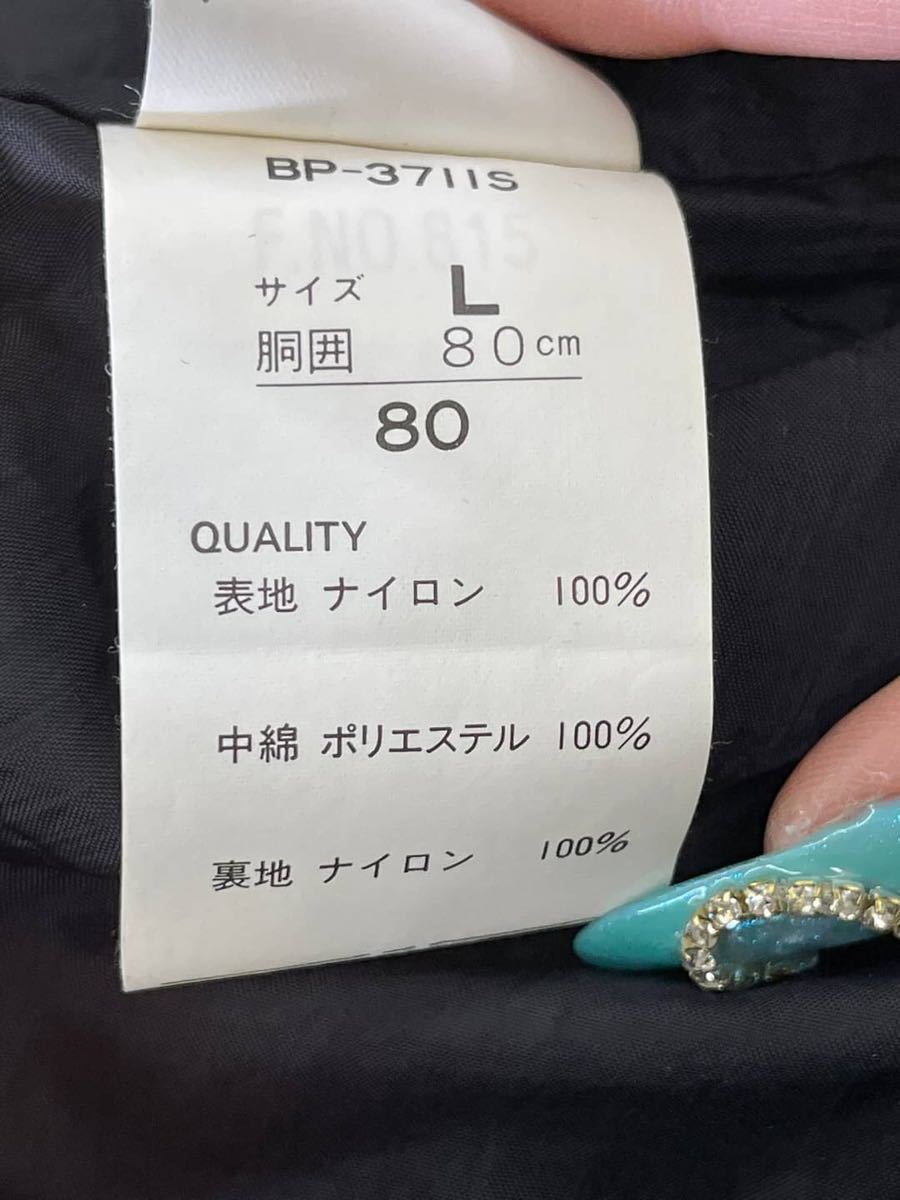 BP-3711S
F.NO.815
サイズ L
胴囲 80cm
80
QUALITY
表地 ナイロン 100%
中綿 ポリエステル 100%
裏地 ナイロン 100%